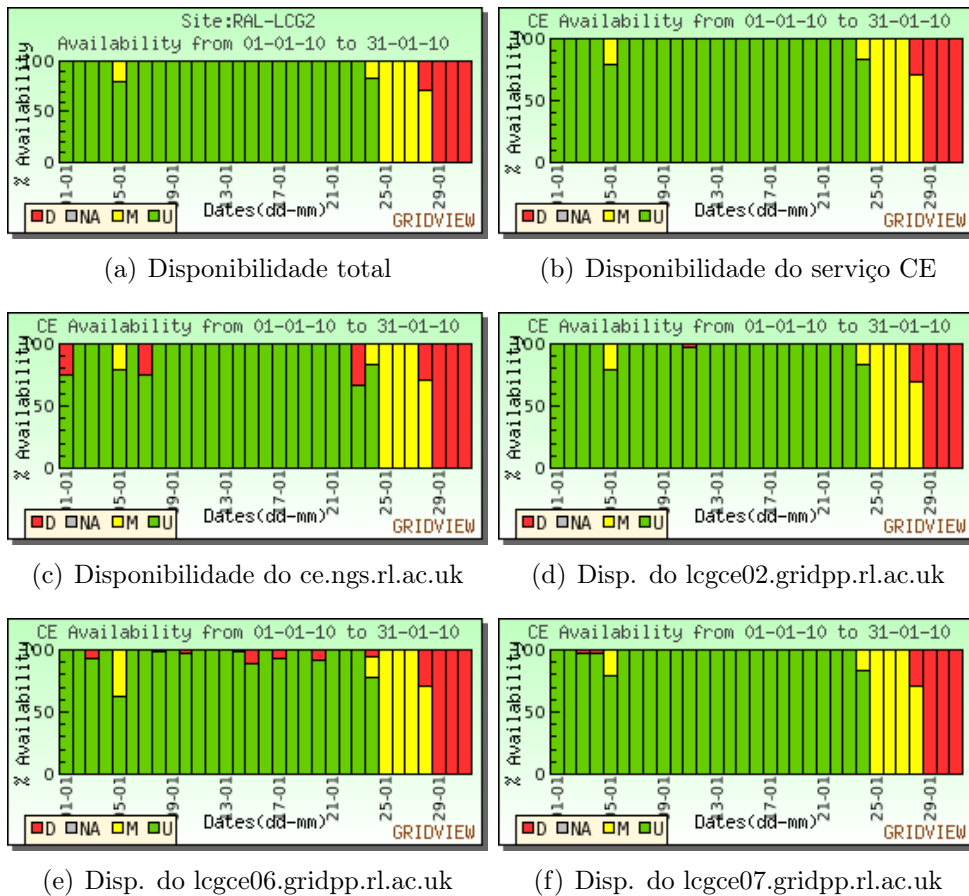 Site:RAL-LCG2
Availability from 01-01-10 to 31-01-10
% Availability
100
50
0
01-01
05-01
09-01
13-01
17-01
21-01
25-01
29-01
Dates(dd-mm)
D NA M U
GRIDVIEW
(a) Disponibilidade total
CE Availability from 01-01-10 to 31-01-10
% Availability
100
50
0
01-01
05-01
09-01
13-01
17-01
21-01
25-01
29-01
Dates(dd-mm)
D NA M U
GRIDVIEW
(b) Disponibilidade do serviço CE
CE Availability from 01-01-10 to 31-01-10
% Availability
100
50
0
01-01
05-01
09-01
13-01
17-01
21-01
25-01
29-01
Dates(dd-mm)
D NA M U
GRIDVIEW
(c) Disponibilidade do ce.ngs.rl.ac.uk
CE Availability from 01-01-10 to 31-01-10
% Availability
100
50
0
01-01
05-01
09-01
13-01
17-01
21-01
25-01
29-01
Dates(dd-mm)
D NA M U
GRIDVIEW
(d) Disp. do lcgce02.gridpp.rl.ac.uk
CE Availability from 01-01-10 to 31-01-10
% Availability
100
50
0
01-01
05-01
09-01
13-01
17-01
21-01
25-01
29-01
Dates(dd-mm)
D NA M U
GRIDVIEW
(e) Disp. do lcgce06.gridpp.rl.ac.uk
CE Availability from 01-01-10 to 31-01-10
% Availability
100
50
0
01-01
05-01
09-01
13-01
17-01
21-01
25-01
29-01
Dates(dd-mm)
D NA M U
GRIDVIEW
(f) Disp. do lcgce07.gridpp.rl.ac.uk